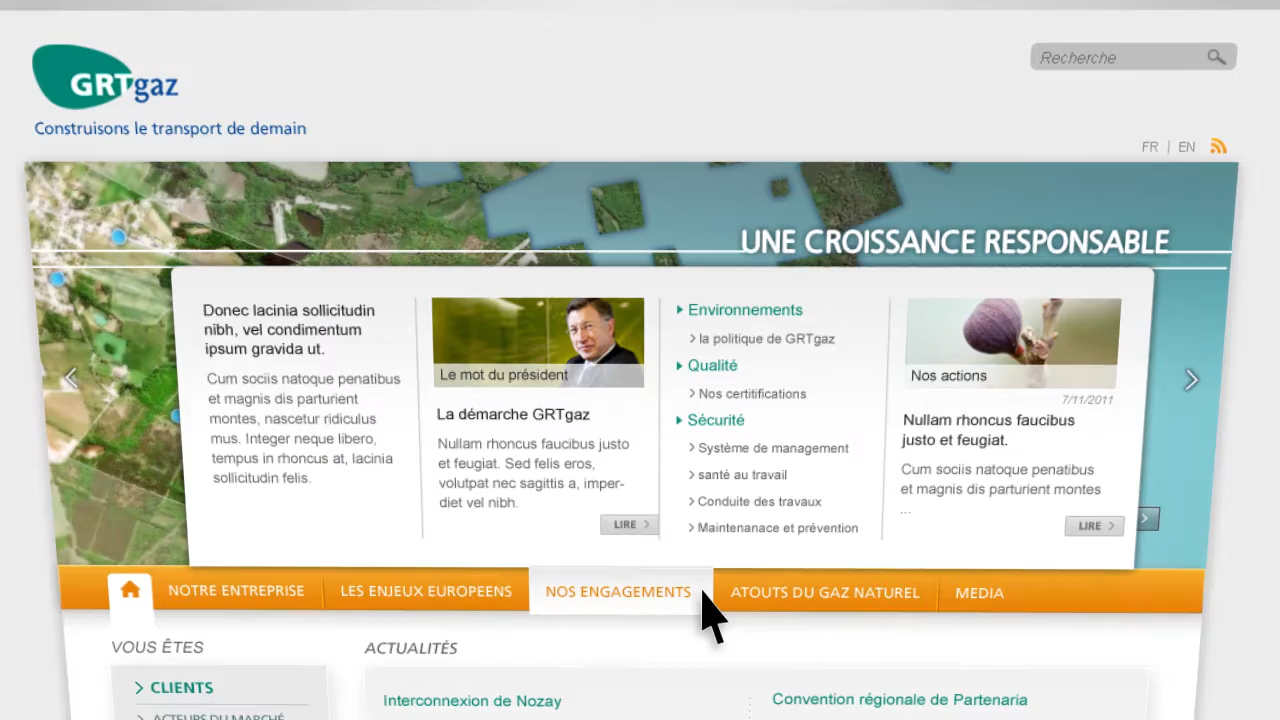 GRTgaz
Construisons le transport de demain
Recherche
FR | EN
UNE CROISSANCE RESPONSABLE
Donec lacinia sollicitudin
nibh, vel condimentum
ipsum gravida ut.
Cum sociis natoque penatibus
et magnis dis parturient
montes, nascetur ridiculus
mus. Integer neque libero,
tempus in rhoncus at, lacinia
sollicitudin felis.
Le mot du président
La démarche GRTgaz
Nullam rhoncus faucibus justo
et feugiat. Sed felis eros,
volutpat nec sagittis a, imper-
diet vel nibh.
LIRE
Environnements
la politique de GRTgaz
Qualité
Nos certitifications
Sécurité
Système de management
santé au travail
Conduite des travaux
Maintenanace et prévention
Nos actions
7/11/2011
Nullam rhoncus faucibus
justo et feugiat.
Cum sociis natoque penatibus
et magnis dis parturient montes
...
LIRE
NOTRE ENTREPRISE
LES ENJEUX EUROPEENS
NOS ENGAGEMENTS
ATOUTS DU GAZ NATUREL
MEDIA
VOUS ÊTES
CLIENTS
ACTEURS DU MARCHÉ
ACTUALITÉS
Interconnexion de Nozay
Convention régionale de Partenaria